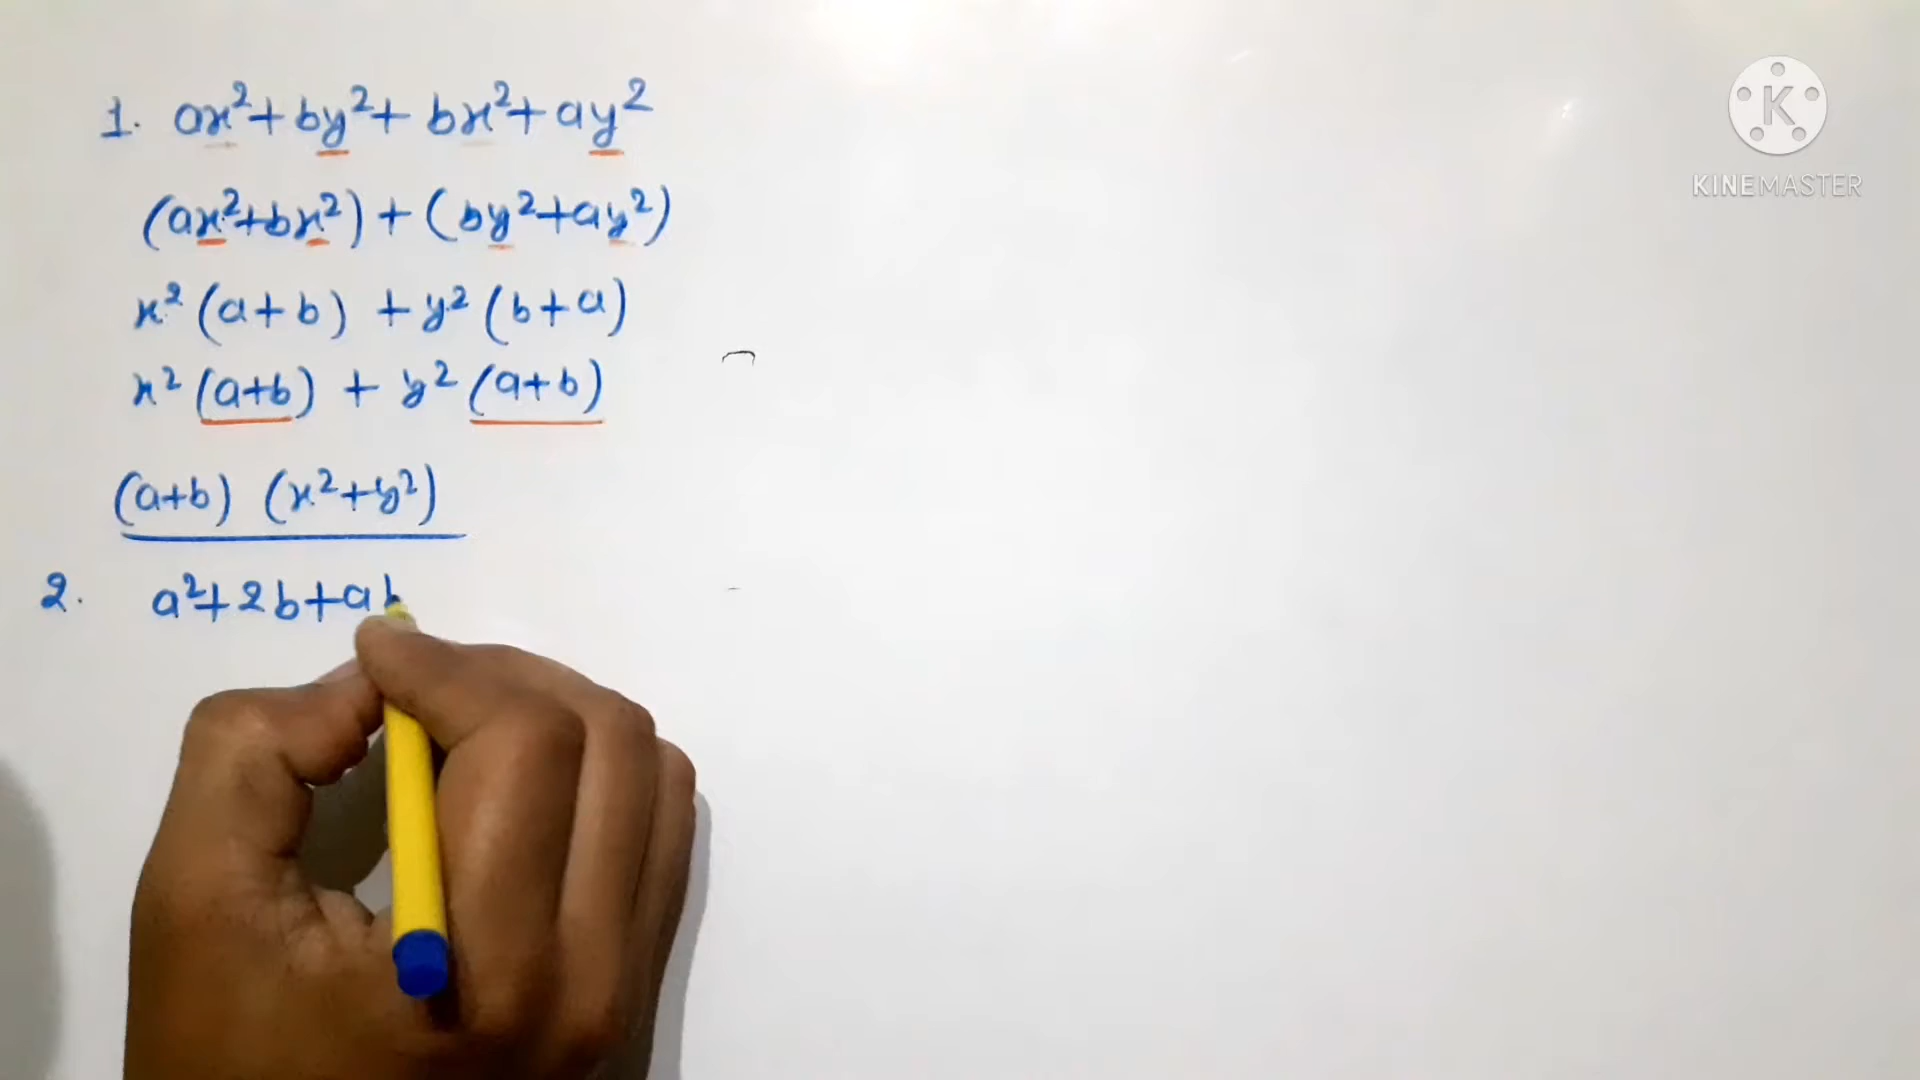 1. ax²+by²+bx²+ay²
(ax²+bx²)+(by²+ay²)
x²(a+b) +y²(b+a)
x²(a+b) + y²(a+b)
(a+b) (x²+y²)
2. a²+2b+ab
K
KINEMASTER